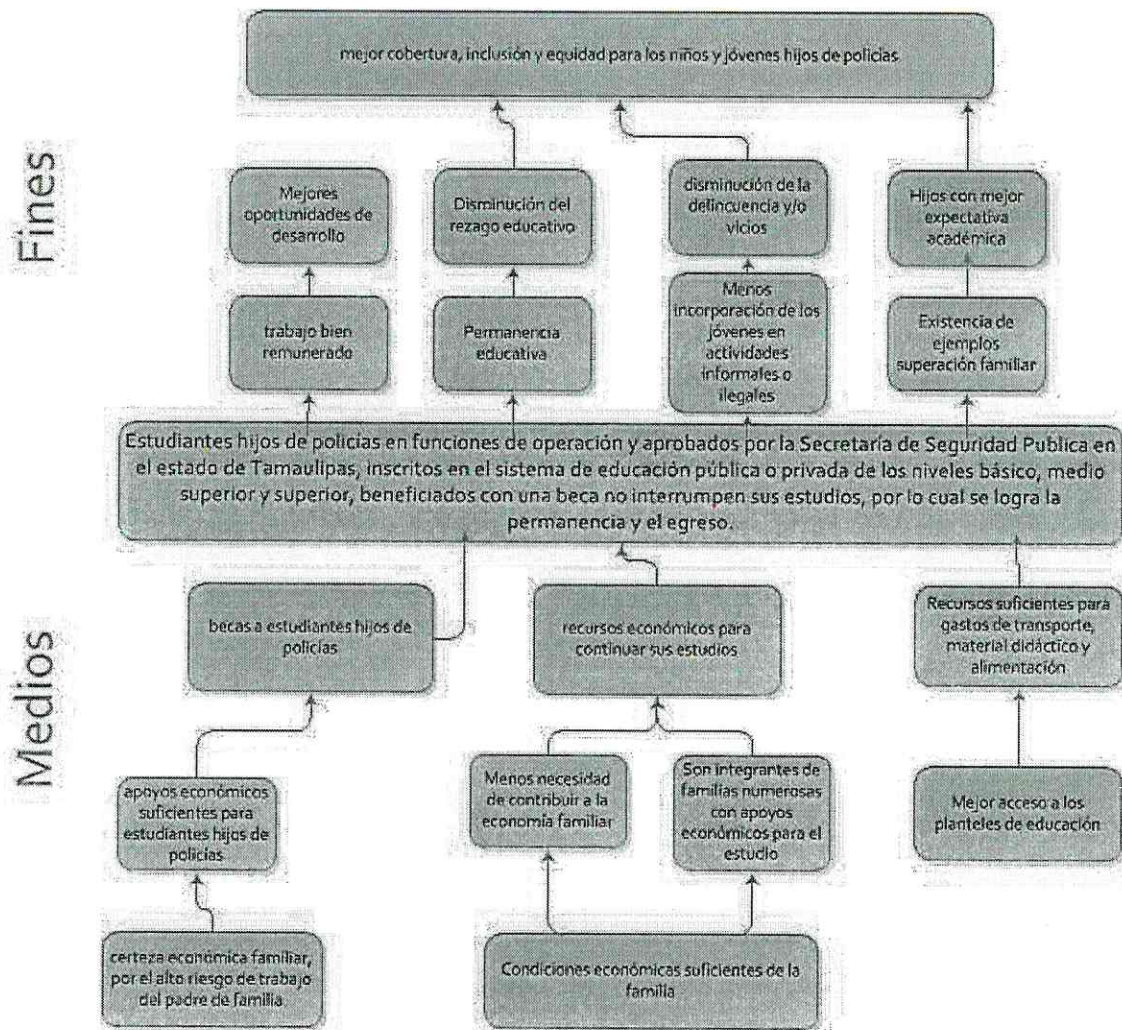 mejor cobertura, inclusión y equidad para los niños y jóvenes hijos de policías
Fines
Mejores
oportunidades de
desarrollo
Disminución del
rezago educativo
disminución de la
delincuencia y/o
vicios
Hijos con mejor
expectativa
académica
trabajo bien
remunerado
Permanencia
educativa
Menos
incorporación de los
jóvenes en
actividades
informales o
ilegales
Existencia de
ejemplos
superación familiar
Estudiantes hijos de policías en funciones de operación y aprobados por la Secretaría de Seguridad Publica en
el estado de Tamaulipas, inscritos en el sistema de educación pública o privada de los niveles básico, medio
superior y superior, beneficiados con una beca no interrumpen sus estudios, por lo cual se logra la
permanencia y el egreso.
Medios
becas a estudiantes hijos de
policías
recursos económicos para
continuar sus estudios
Recursos suficientes para
gastos de transporte,
material didáctico y
alimentación
apoyos económicos
suficientes para
estudiantes hijos de
policías
Menos necesidad
de contribuir a la
economía familiar
Son integrantes de
familias numerosas
con apoyos
económicos para el
estudio
Mejor acceso a los
planteles de educación
certeza económica familiar,
por el alto riesgo de trabajo
del padre de familia
Condiciones económicas suficientes de la
familia